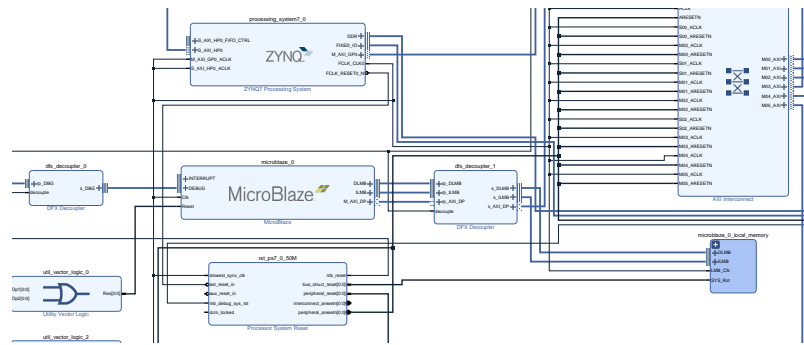 processing_system7_0
S_AXI_HP0_FIFO_CTRL
S_AXI_HP0
M_AXI_GP0_ACLK
S_AXI_HP0_ACLK
ZYNQ
DDR
FIXED_IO
M_AXI_GP0
FCLK_CLK0
FCLK_RESET0_N
ZYNQ7 Processing System
ARESETN
S00_ACLK
S00_ARESETN
M00_ACLK
M00_ARESETN
S01_ACLK
S01_ARESETN
M01_ACLK
M01_ARESETN
M02_ACLK
M02_ARESETN
S02_ACLK
S02_ARESETN
M03_ACLK
M03_ARESETN
M04_ACLK
M04_ARESETN
M05_ACLK
M05_ARESETN
M00_AXI
M01_AXI
M02_AXI
M03_AXI
M04_AXI
M05_AXI
AXI Interconnect
dfx_decoupler_0
rp_DBG
decouple
s_DBG
DFX Decoupler
microblaze_0
INTERRUPT
DEBUG
Clk
Reset
MicroBlaze
DLMB
ILMB
M_AXI_DP
MicroBlaze
dfx_decoupler_1
rp_DLMB
rp_ILMB
rp_AXI_DP
decouple
s_DLMB
s_ILMB
s_AXI_DP
DFX Decoupler
microblaze_0_local_memory
DLMB
ILMB
LMB_Clk
SYS_Rst
util_vector_logic_0
Op1[0:0]
Op2[0:0]
Res[0:0]
Utility Vector Logic
rst_ps7_0_50M
slowest_sync_clk
ext_reset_in
aux_reset_in
mb_debug_sys_rst
dcm_locked
mb_reset
bus_struct_reset[0:0]
peripheral_reset[0:0]
interconnect_aresetn[0:0]
peripheral_aresetn[0:0]
Processor System Reset
util_vector_logic_2